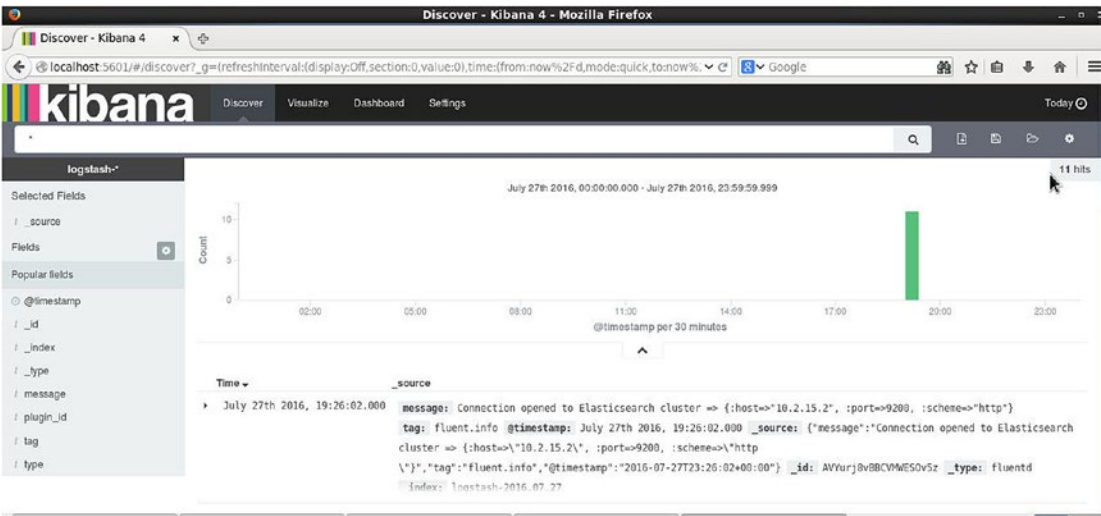 Discover - Kibana 4 - Mozilla Firefox
Discover - Kibana 4
localhost:5601/#/discover?_g=(refreshInterval:(display:Off,section:0,value:0),time:(from:now%2Fd,mode:quick,to:now%.
Google
kibana
Discover Visualize Dashboard Settings Today
*
logstash-*
11 hits
Selected Fields
t _source
Fields
Popular fields
@timestamp
t _id
t _index
t _type
t message
t plugin_id
t tag
t type
July 27th 2016, 00:00:00.000 - July 27th 2016, 23:59:59.999
Count
10
5
0
02:00 05:00 08:00 11:00 14:00 17:00 20:00 23:00
@timestamp per 30 minutes
Time _source
July 27th 2016, 19:26:02.000 message: Connection opened to Elasticsearch cluster => {:host=>"10.2.15.2", :port=>9200, :scheme=>"http"}
tag: fluent.info @timestamp: July 27th 2016, 19:26:02.000 _source: {"message":"Connection opened to Elasticsearch
cluster => {:host=>\"10.2.15.2\", :port=>9200, :scheme=>\"http
\"}","tag":"fluent.info","@timestamp":"2016-07-27T23:26:02+00:00"} _id: AVYurj8vBBCVMWESOv5z _type: fluentd
_index: logstash-2016.07.27